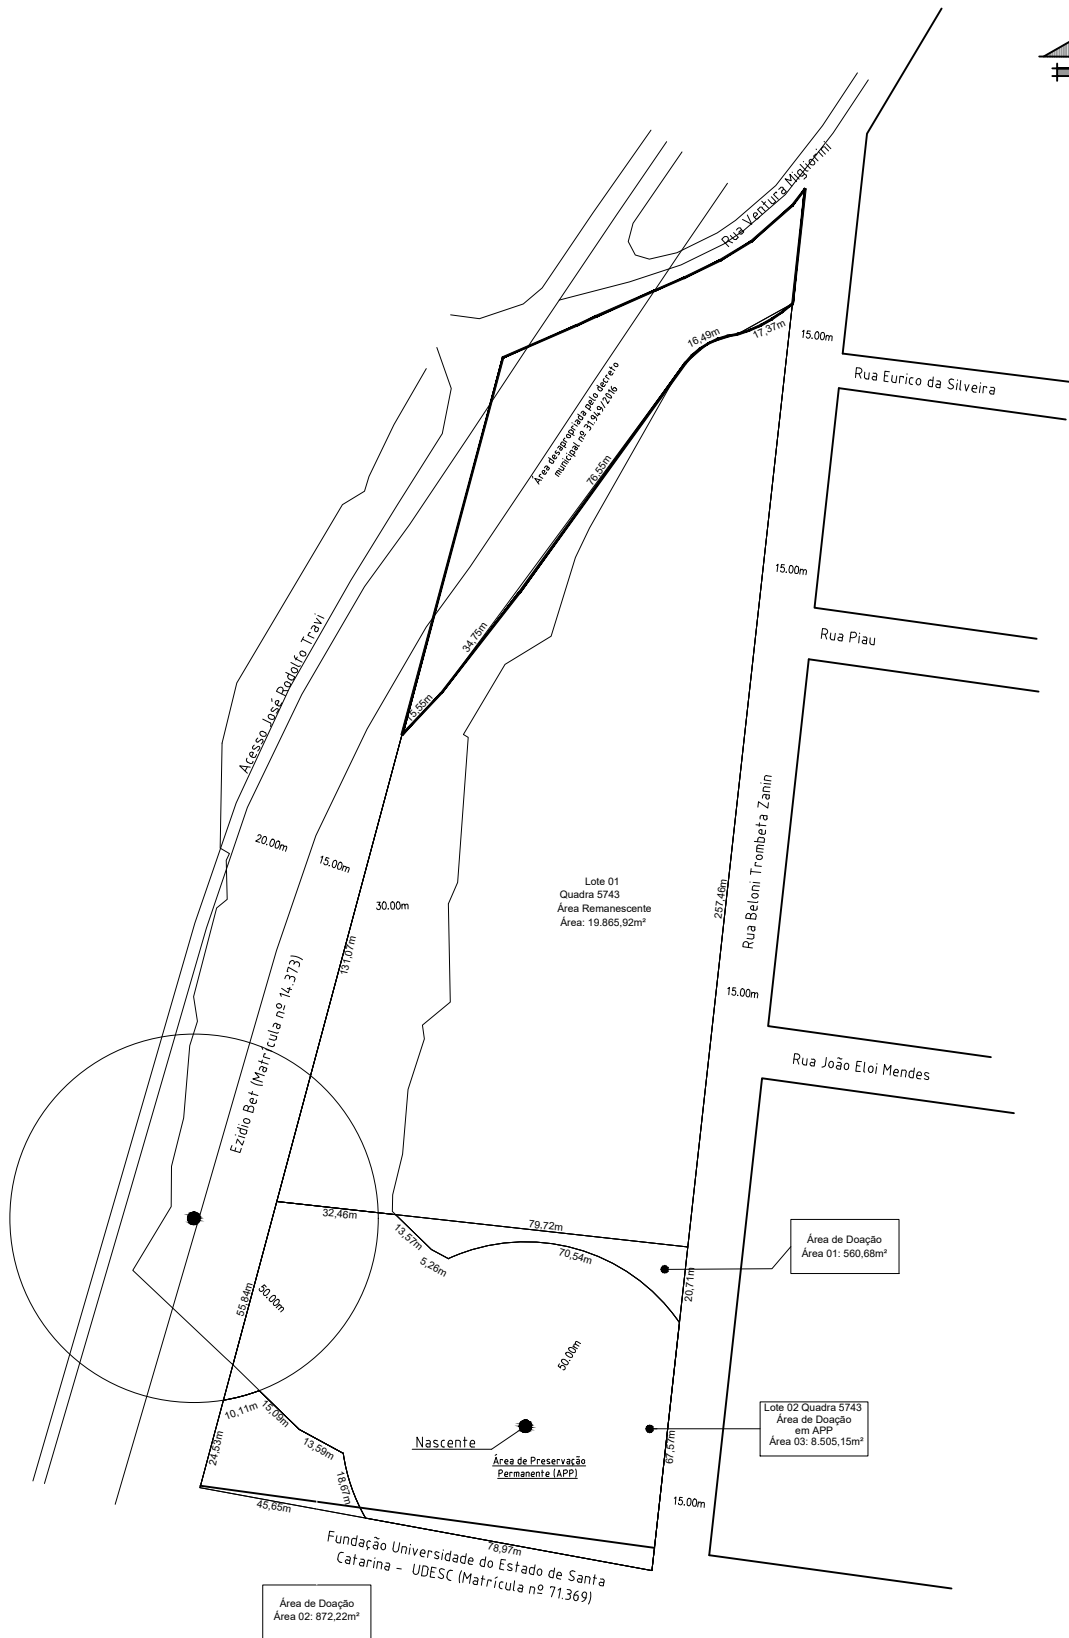 Rua Ventura Migliorini
16,49m
17,37m
15.00m
Rua Eurico da Silveira
Área desapropriada pelo decreto
municipal nº 31.949/2016
76,55m
15.00m
34,75m
Rua Piau
Acesso José Rodolfo Travi
15,55m
Rua Beloni Trombeta Zanin
20.00m
15.00m
30.00m
Lote 01
Quadra 5743
Área Remanescente
Área: 19.865,92m²
257,46m
131,07m
15.00m
Ezidio Bet (Matrícula nº 14.373)
Rua João Eloi Mendes
32,46m
13,57m
5,26m
79,72m
70,54m
Área de Doação
Área 01: 560,68m²
20,71m
55,84m
50.00m
50.00m
10,11m
15,09m
13,59m
24,53m
18,67m
Nascente
Área de Preservação
Permanente (APP)
Lote 02 Quadra 5743
Área de Doação
em APP
Área 03: 8.505,15m²
67,57m
15.00m
45,65m
78,97m
Fundação Universidade do Estado de Santa
Catarina - UDESC (Matrícula nº 71.369)
Área de Doação
Área 02: 872,22m²